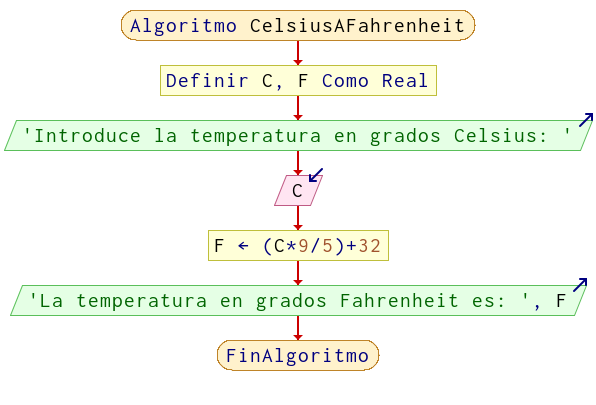 Algoritmo CelsiusAFahrenheit
Definir C, F Como Real
'Introduce la temperatura en grados Celsius: '
C
F ← (C*9/5)+32
'La temperatura en grados Fahrenheit es: ', F
FinAlgoritmo